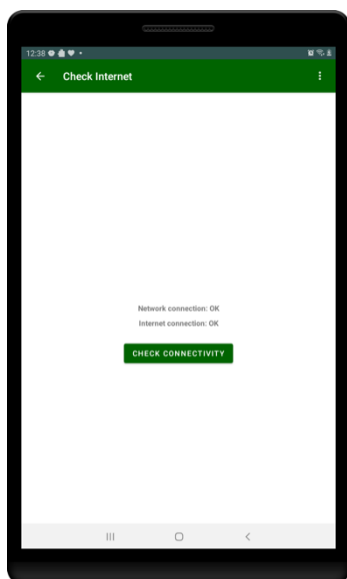 12:38
Check Internet
Network connection: OK
Internet connection: OK
CHECK CONNECTIVITY